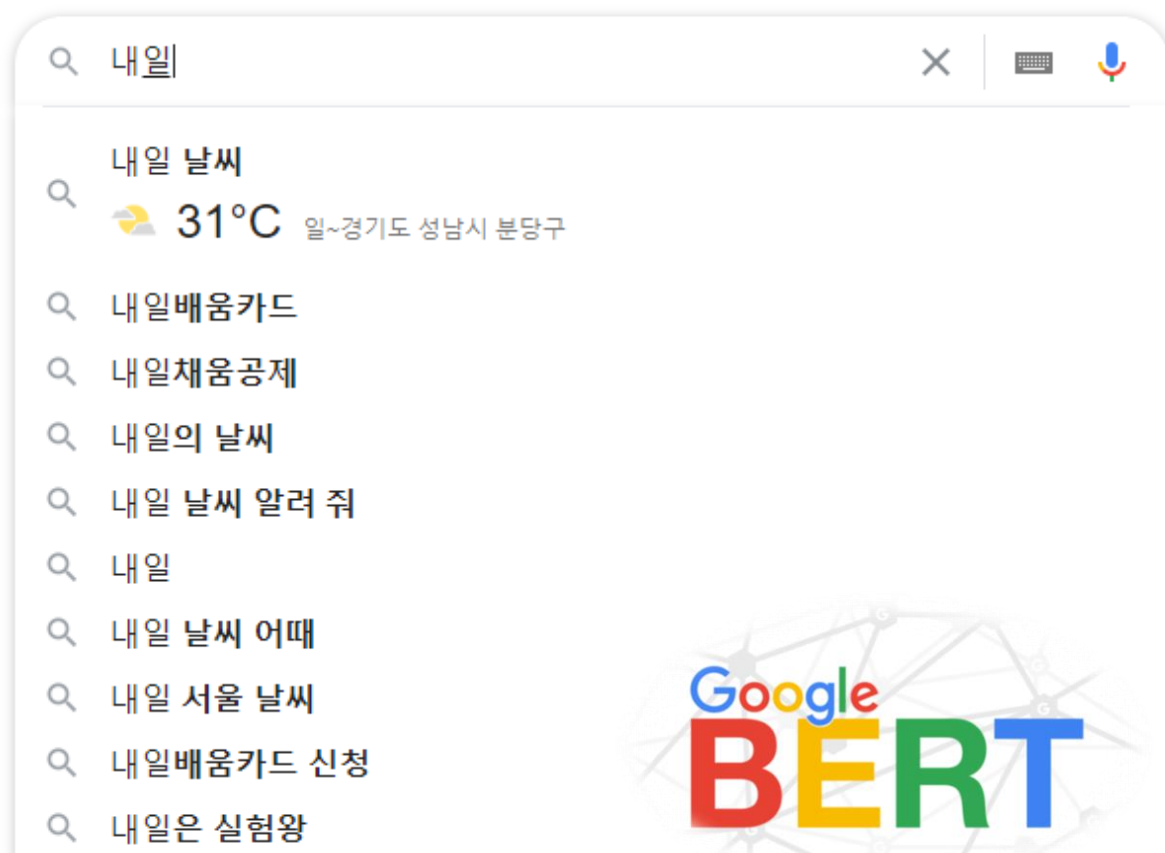 내일
내일 날씨
31°C 일~경기도 성남시 분당구
내일배움카드
내일채움공제
내일의 날씨
내일 날씨 알려 줘
내일
내일 날씨 어때
내일 서울 날씨
내일배움카드 신청
내일은 실험왕
Google
BERT